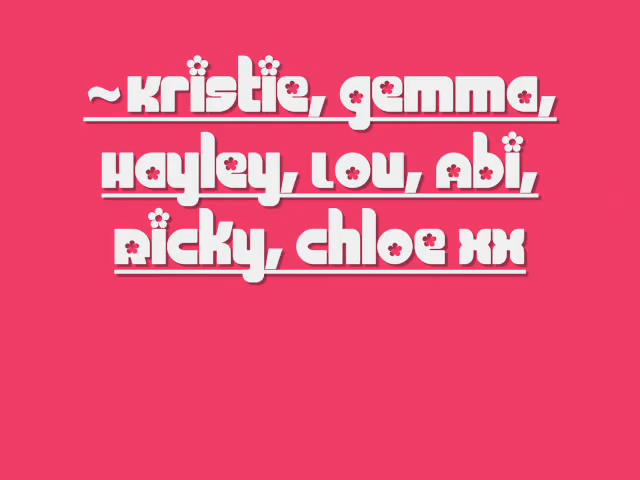 ~Kristie, Gemma,
Hayley, Lou, Abi,
Ricky, Chloe xx